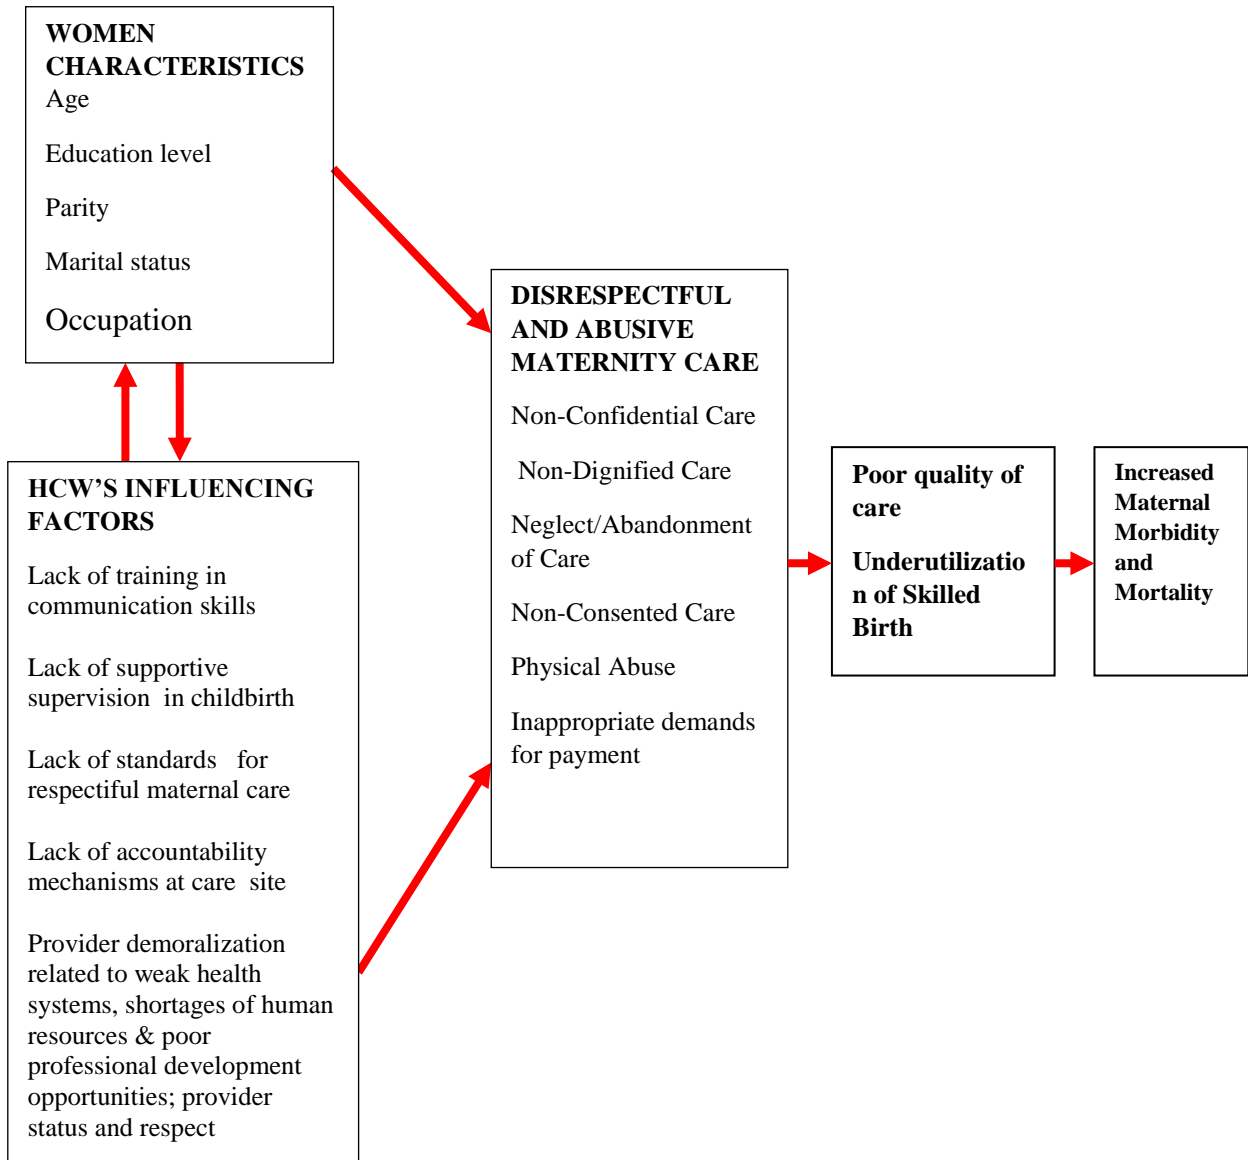 WOMEN
CHARACTERISTICS
Age
Education level
Parity
Marital status
Occupation
HCW'S INFLUENCING
FACTORS
Lack of training in
communication skills
Lack of supportive
supervision in childbirth
Lack of standards for
respectiful maternal care
Lack of accountability
mechanisms at care site
Provider demoralization
related to weak health
systems, shortages of human
resources & poor
professional development
opportunities; provider
status and respect
DISRESPECTFUL
AND ABUSIVE
MATERNITY CARE
Non-Confidential Care
Non-Dignified Care
Neglect/Abandonment
of Care
Non-Consented Care
Physical Abuse
Inappropriate demands
for payment
Poor quality of
care
Underutilizatio
n of Skilled
Birth
Increased
Maternal
Morbidity
and
Mortality